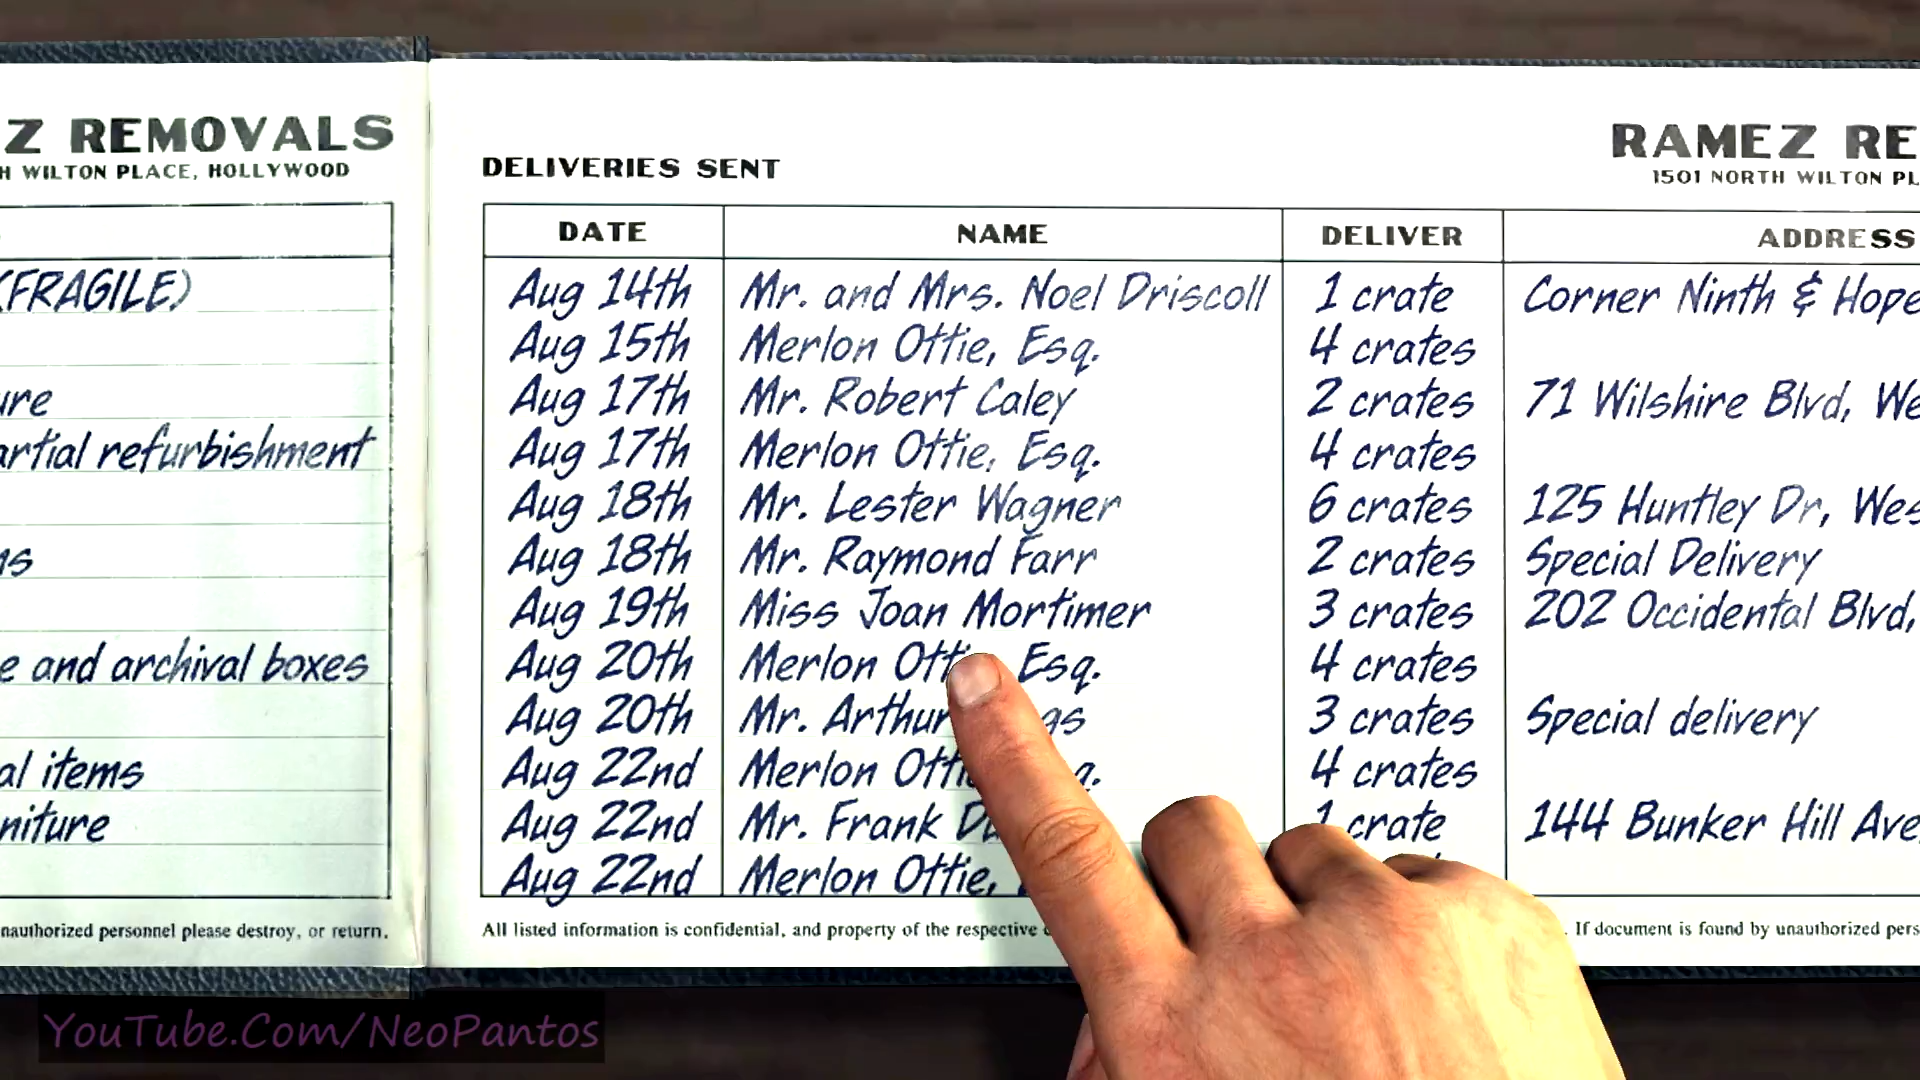 Z REMOVALS
H WILTON PLACE, HOLLYWOOD
(FRAGILE)
ure
artial refurbishment
ns
e and archival boxes
al items
niture
nauthorized personnel please destroy, or return.
DELIVERIES SENT
RAMEZ RE
1501 NORTH WILTON PL
DATE NAME DELIVER ADDRESS
Aug 14th Mr. and Mrs. Noel Driscoll 1 crate Corner Ninth & Hope
Aug 15th Merlon Ottie, Esq. 4 crates
Aug 17th Mr. Robert Caley 2 crates 71 Wilshire Blvd, We
Aug 17th Merlon Ottie, Esq. 4 crates
Aug 18th Mr. Lester Wagner 6 crates 125 Huntley Dr, Wes
Aug 18th Mr. Raymond Farr 2 crates Special Delivery
Aug 19th Miss Joan Mortimer 3 crates 202 Occidental Blvd,
Aug 20th Merlon Otti Esq. 4 crates
Aug 20th Mr. Arthur gs 3 crates Special delivery
Aug 22nd Merlon Otti q. 4 crates
Aug 22nd Mr. Frank Du 1 crate 144 Bunker Hill Ave,
Aug 22nd Merlon Ottie,
All listed information is confidential, and property of the respective . If document is found by unauthorized pers
YouTube.Com/NeoPantos